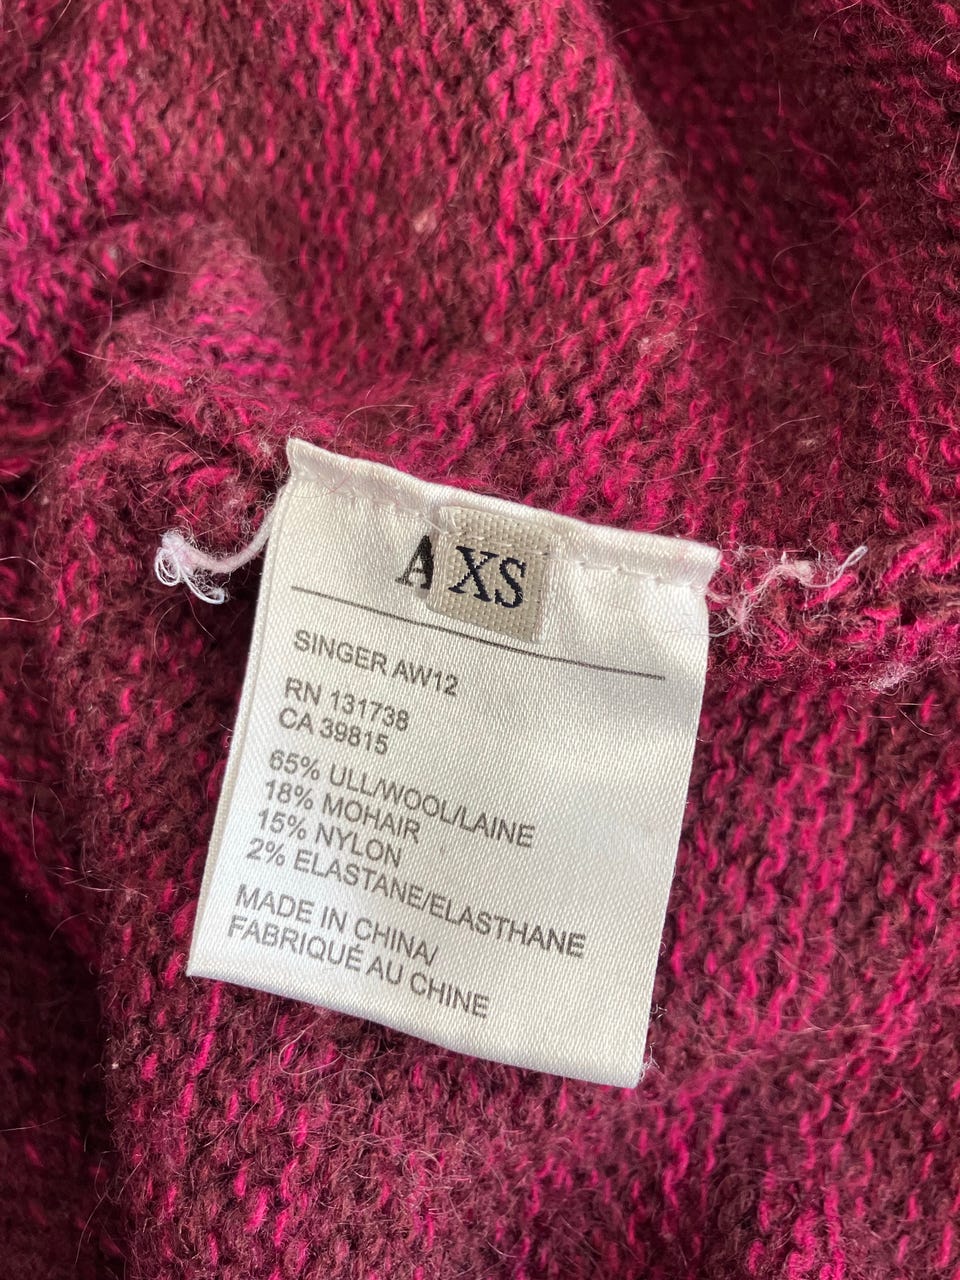 A
XS
SINGER AW12
RN 131738
CA 39815
65% ULL/WOOL/LAINE
18% MOHAIR
15% NYLON
2% ELASTANE/ELASTHANE
MADE IN CHINA/
FABRIQUÉ AU CHINE